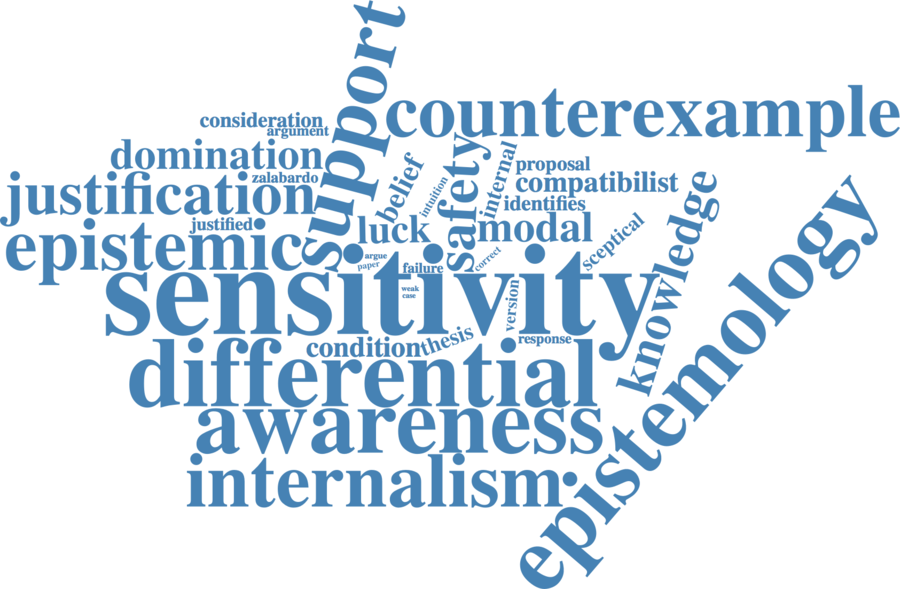 support
counterexample
consideration
argument
domination
zalabardo
justification
belief
intuition
safety
internal
proposal
compatibilist
identifies
justified
luck
modal
epistemic
sceptical
knowledge
argue
paper
failure
correct
sensitivity
weak
case
version
response
condition
thesis
differential
awareness
internalism
epistemology